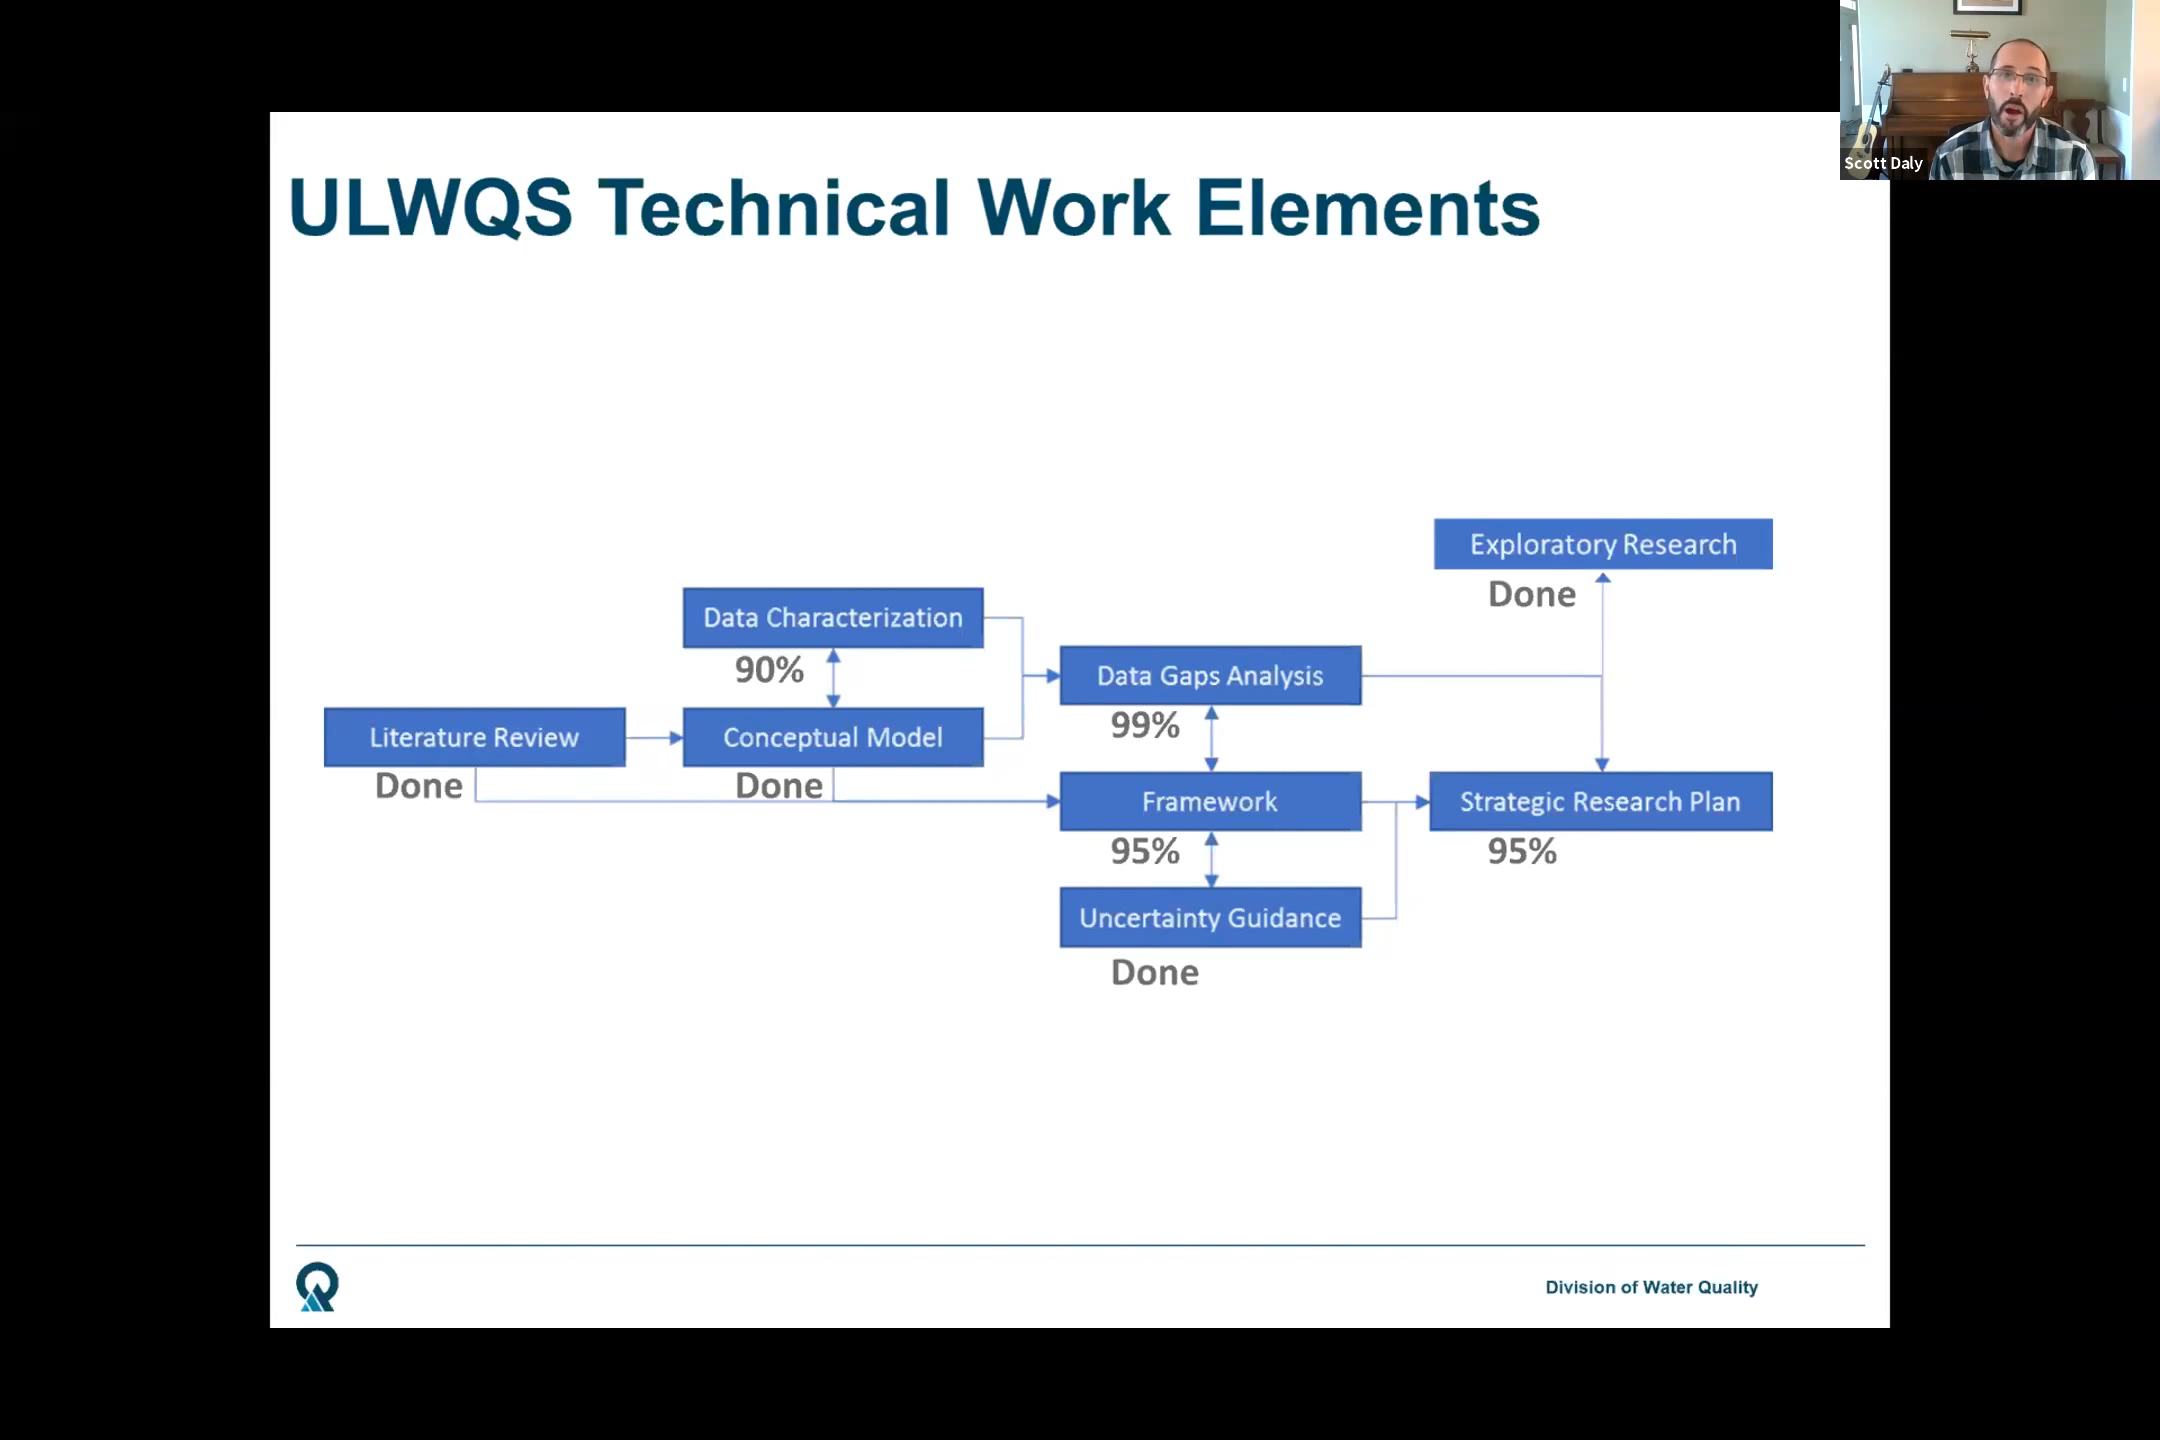 Scott Daly
ULWQS Technical Work Elements
Exploratory Research
Done
Data Characterization
90%
Data Gaps Analysis
99%
Literature Review
Done
Conceptual Model
Done
Framework
95%
Strategic Research Plan
95%
Uncertainty Guidance
Done
Division of Water Quality